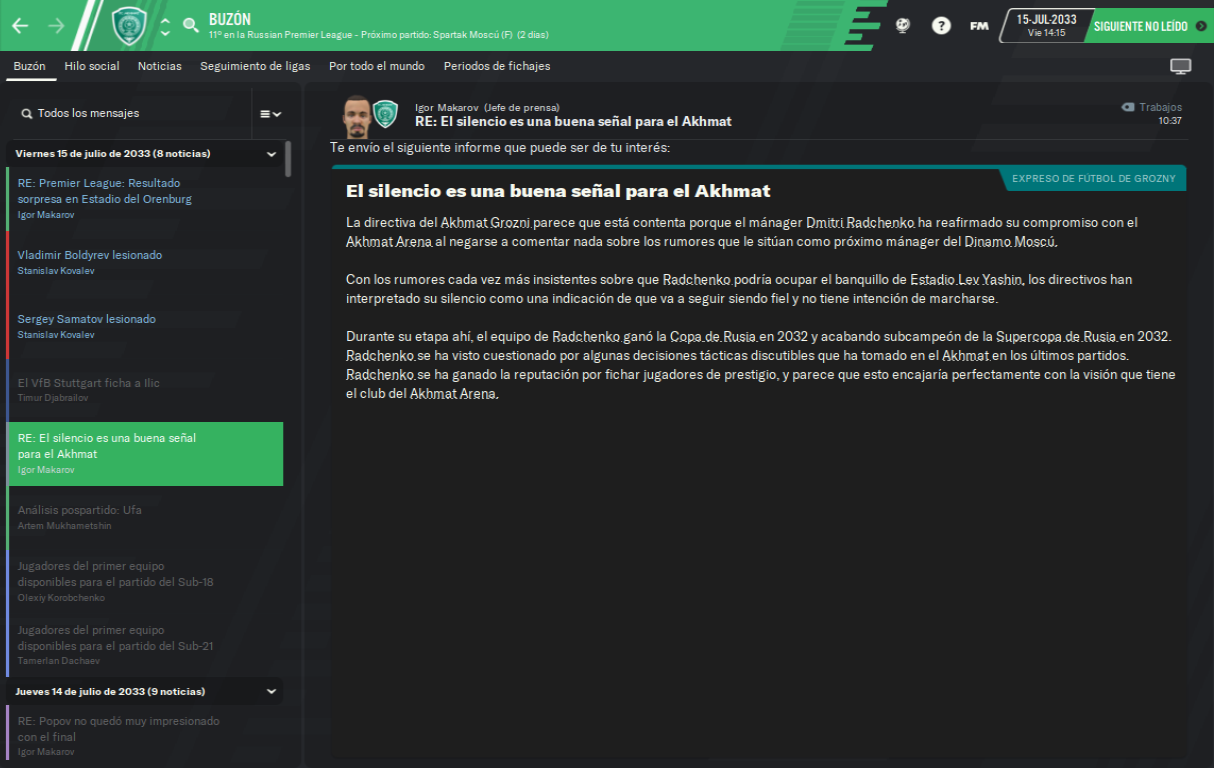 BUZÓN
11º en la Russian Premier League - Próximo partido: Spartak Moscú (F) (2 días)
?
FM
15-JUL-2033
Vie 14:15
SIGUIENTE NO LEÍDO
Buzón
Hilo social
Noticias
Seguimiento de ligas
Por todo el mundo
Periodos de fichajes
Todos los mensajes
Viernes 15 de julio de 2033 (8 noticias)
RE: Premier League: Resultado
sorpresa en Estadio del Orenburg
Igor Makarov
Vladimir Boldyrev lesionado
Stanislav Kovalev
Sergey Samatov lesionado
Stanislav Kovalev
El VfB Stuttgart ficha a Ilic
Timur Djabrailov
RE: El silencio es una buena señal
para el Akhmat
Igor Makarov
Análisis pospartido: Ufa
Artem Mukhametshin
Jugadores del primer equipo
disponibles para el partido del Sub-18
Olexiy Korobchenko
Jugadores del primer equipo
disponibles para el partido del Sub-21
Tamerlan Dachaev
Jueves 14 de julio de 2033 (9 noticias)
RE: Popov no quedó muy impresionado
con el final
Igor Makarov
Igor Makarov (Jefe de prensa)
RE: El silencio es una buena señal para el Akhmat
Trabajos
10:37
Te envío el siguiente informe que puede ser de tu interés:
EXPRESO DE FÚTBOL DE GROZNY
El silencio es una buena señal para el Akhmat
La directiva del Akhmat Grozni parece que está contenta porque el mánager Dmitri Radchenko ha reafirmado su compromiso con el
Akhmat Arena al negarse a comentar nada sobre los rumores que le sitúan como próximo mánager del Dinamo Moscú.
Con los rumores cada vez más insistentes sobre que Radchenko podría ocupar el banquillo de Estadio Lev Yashin, los directivos han
interpretado su silencio como una indicación de que va a seguir siendo fiel y no tiene intención de marcharse.
Durante su etapa ahí, el equipo de Radchenko ganó la Copa de Rusia en 2032 y acabando subcampeón de la Supercopa de Rusia en 2032.
Radchenko se ha visto cuestionado por algunas decisiones tácticas discutibles que ha tomado en el Akhmat en los últimos partidos.
Radchenko se ha ganado la reputación por fichar jugadores de prestigio, y parece que esto encajaría perfectamente con la visión que tiene
el club del Akhmat Arena.